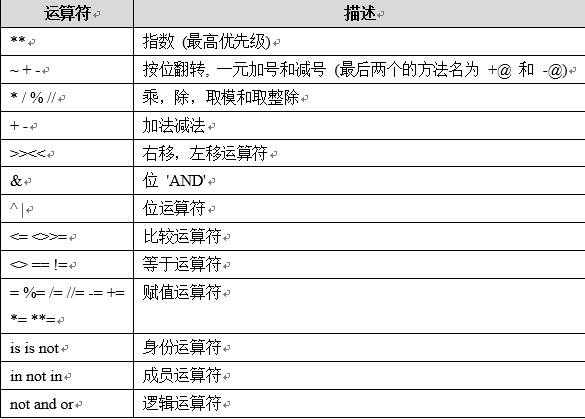 运算符 描述
** 指数 (最高优先级)
~ + - 按位翻转, 一元加号和减号 (最后两个的方法名为 +@ 和 -@)
* / % // 乘，除，取模和取整除
+ - 加法减法
>><< 右移，左移运算符
& 位 'AND'
^ | 位运算符
<= <>>= 比较运算符
<> == != 等于运算符
= %= /= //= -= += 赋值运算符
*= **=
is is not 身份运算符
in not in 成员运算符
not and or 逻辑运算符